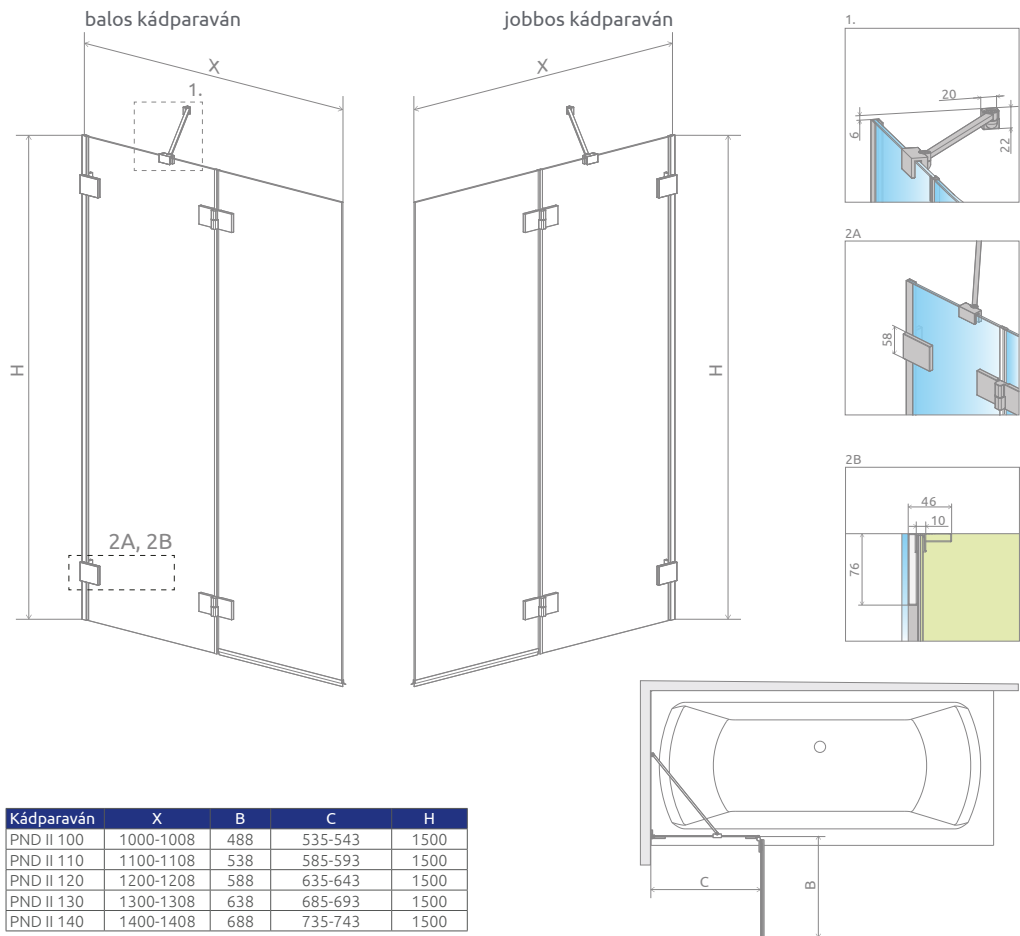 balos kádparaván
jobbos kádparaván
X
X
1.
H
H
2A, 2B
1.
20
6
22
2A
58
2B
46
10
76
C
B
Kádparaván X B C H
PND II 100 1000-1008 488 535-543 1500
PND II 110 1100-1108 538 585-593 1500
PND II 120 1200-1208 588 635-643 1500
PND II 130 1300-1308 638 685-693 1500
PND II 140 1400-1408 688 735-743 1500